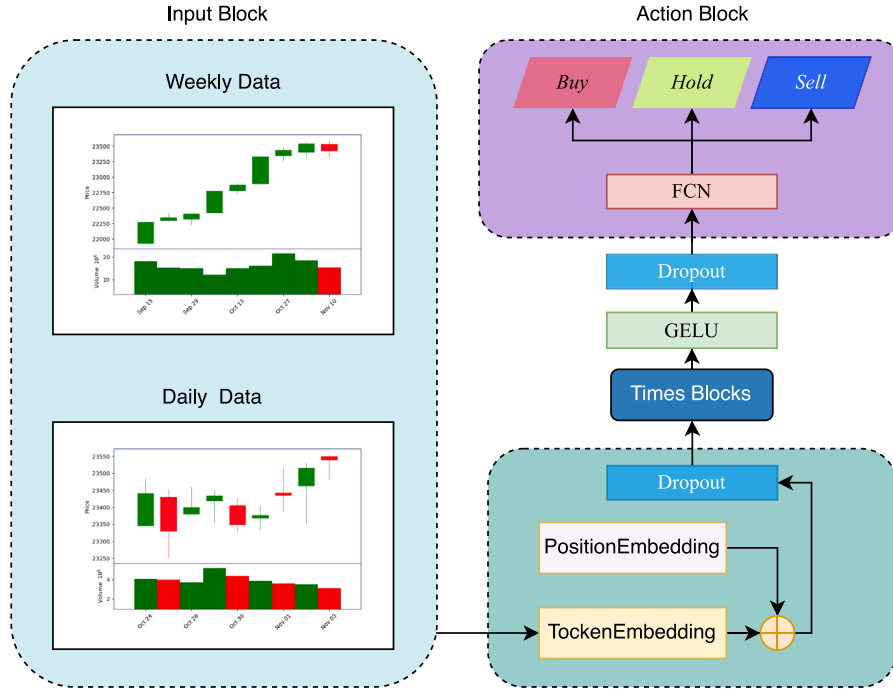 Input Block
Weekly Data
23500
23250
23000
22750
22500
22250
22000
Price
20
10
Volume 10⁶
Sep 15
Sep 29
Oct 13
Oct 27
Nov 10
Daily Data
23550
23500
23450
23400
23350
23300
23250
Price
4
2
Volume 10⁶
Oct 24
Oct 26
Oct 30
Nov 01
Nov 03
Action Block
Buy
Hold
Sell
FCN
Dropout
GELU
Times Blocks
Dropout
PositionEmbedding
TockenEmbedding